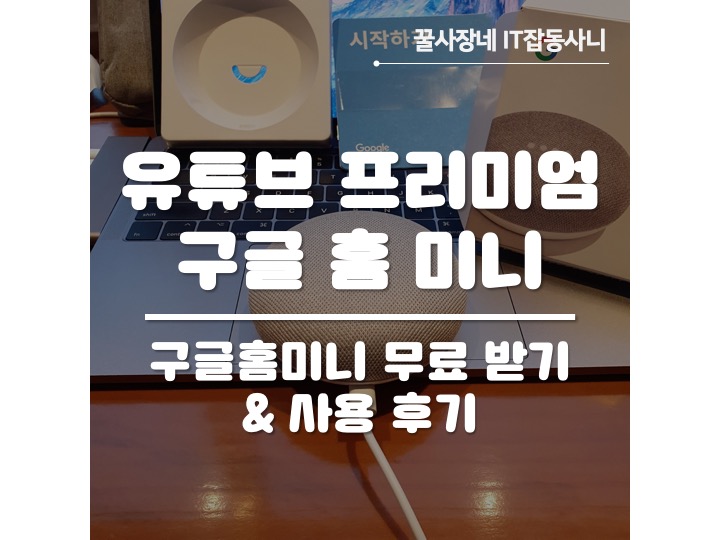 꿀사장네 IT잡동사니
시작하
Google
유튜브 프리미엄
구글 홈 미니
구글홈미니 무료 받기
& 사용 후기